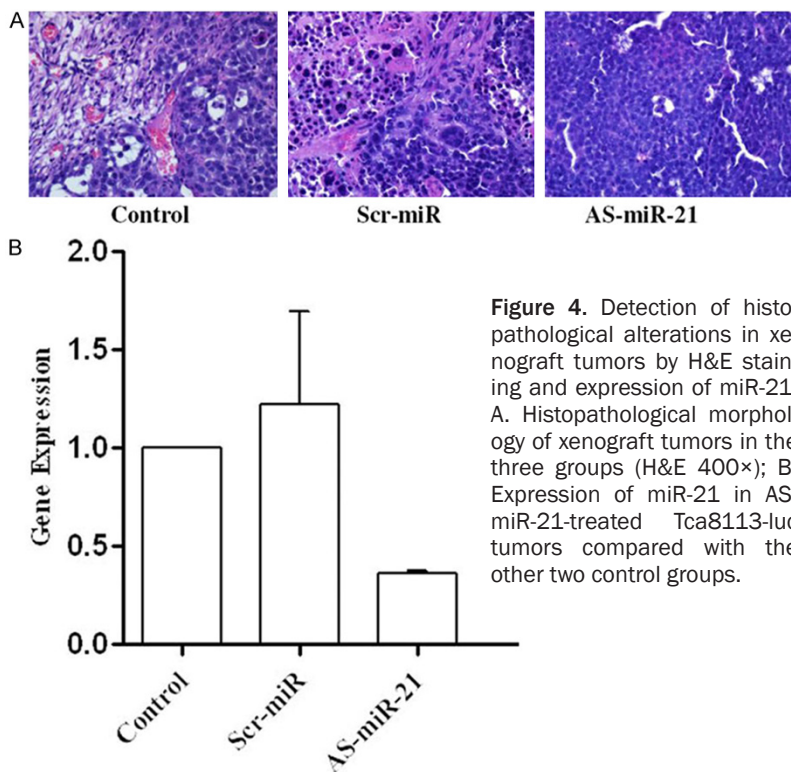 A
Control
Scr-miR
AS-miR-21
B
2.0
1.5
1.0
0.5
0.0
Gene Expression
Control
Scr-miR
AS-miR-21
Figure 4. Detection of histo
pathological alterations in xe
nograft tumors by H&E stain
ing and expression of miR-21
A. Histopathological morphol
ogy of xenograft tumors in the
three groups (H&E 400×); B
Expression of miR-21 in AS
miR-21-treated Tca8113-luc
tumors compared with the
other two control groups.